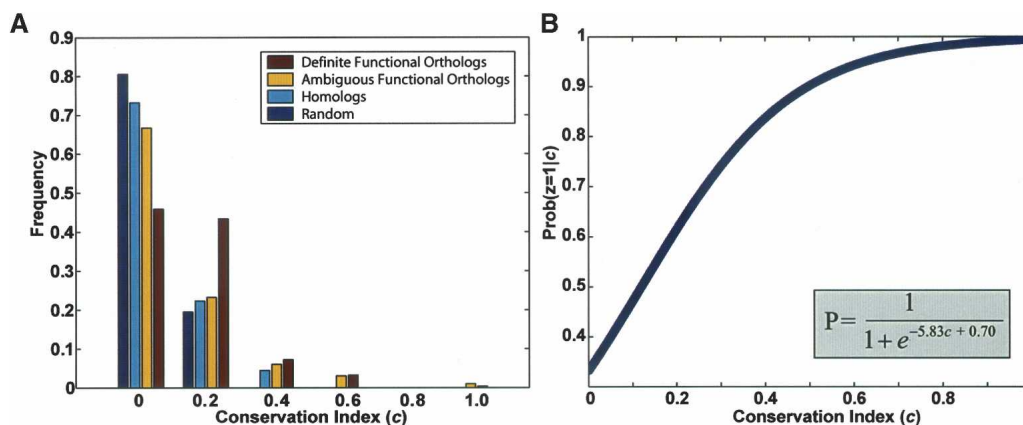 A
0.9
0.8
0.7
0.6
0.5
0.4
0.3
0.2
0.1
0
Frequency
Definite Functional Orthologs
Ambiguous Functional Orthologs
Homologs
Random
0 0.2 0.4 0.6 1.0
Conservation Index (c)
B
1
0.9
0.8
0.7
0.6
0.5
0.4
Prob(z=1|c)
P= 1 / 1+e^-5.83c + 0.70
0 0.2 0.4 0.6 0.8
Conservation Index (c)